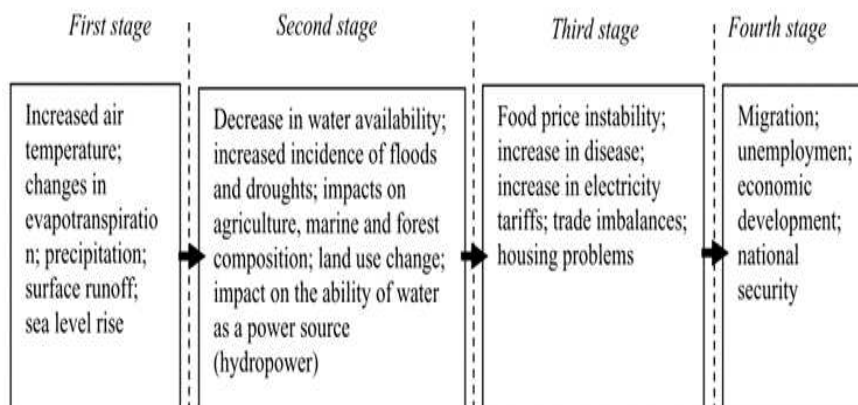 First stage
Second stage
Third stage
Fourth stage
Increased air
temperature;
changes in
evapotranspiratio
n; precipitation;
surface runoff;
sea level rise
Decrease in water availability;
increased incidence of floods
and droughts; impacts on
agriculture, marine and forest
composition; land use change;
impact on the ability of water
as a power source
(hydropower)
Food price instability;
increase in disease;
increase in electricity
tariffs; trade imbalances;
housing problems
Migration;
unemploymen;
economic
development;
national
security